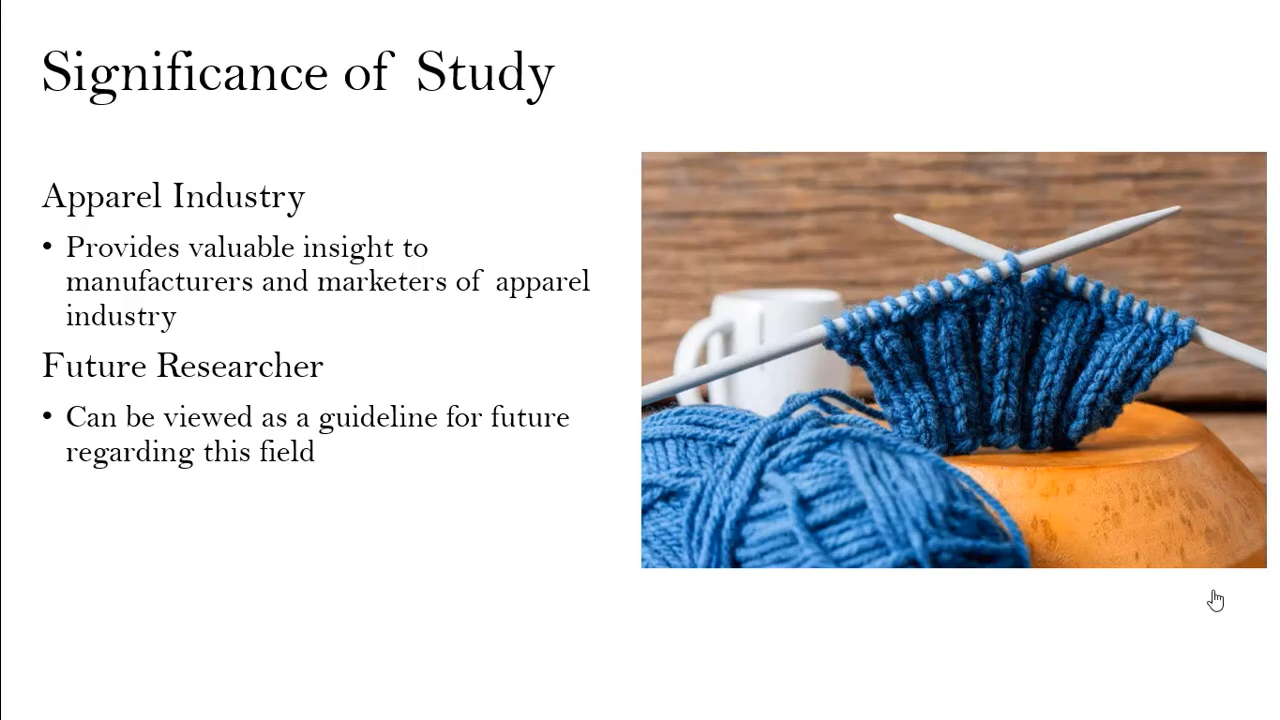 Significance of Study
Apparel Industry
• Provides valuable insight to
manufacturers and marketers of apparel
industry
Future Researcher
• Can be viewed as a guideline for future
regarding this field